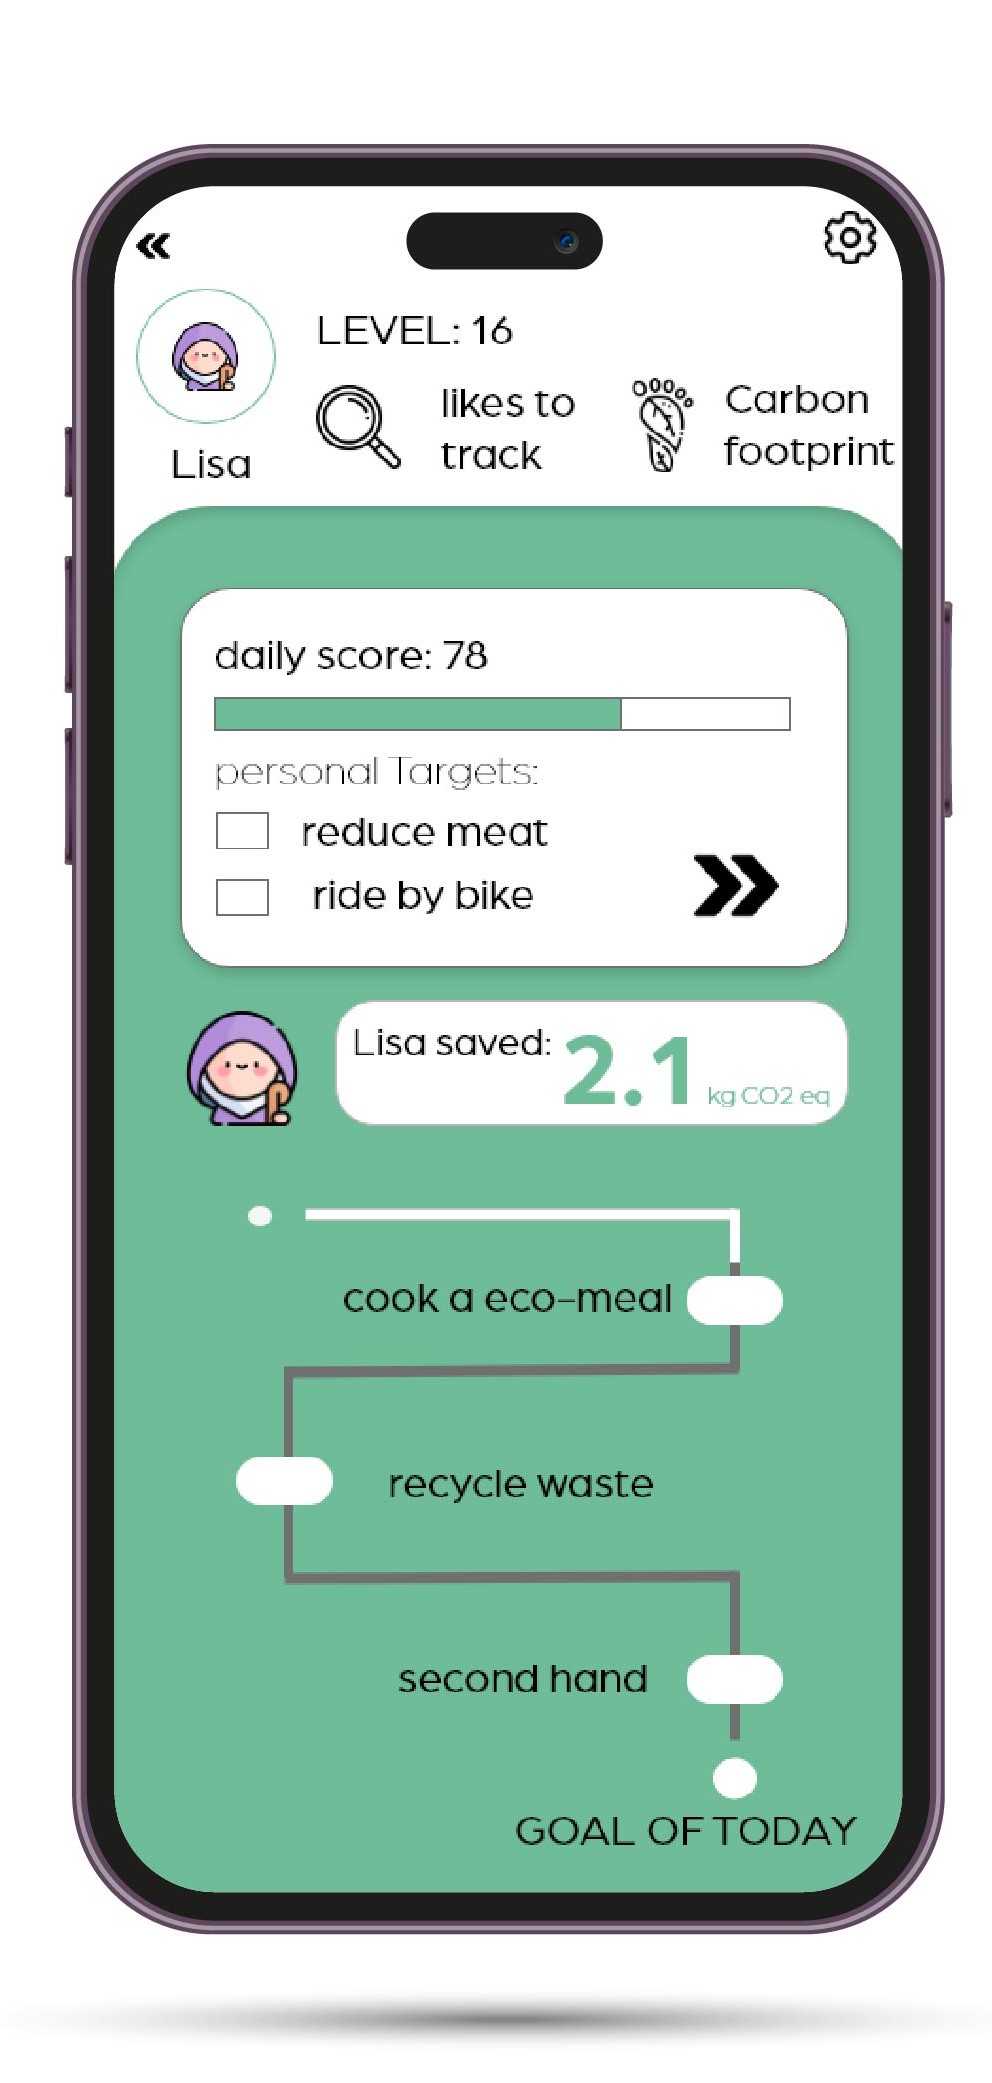 LEVEL: 16
likes to
track
Carbon
footprint
Lisa
daily score: 78
personal Targets:
reduce meat
ride by bike
Lisa saved: 2.1 kg CO2 eq
cook a eco-meal
recycle waste
second hand
GOAL OF TODAY